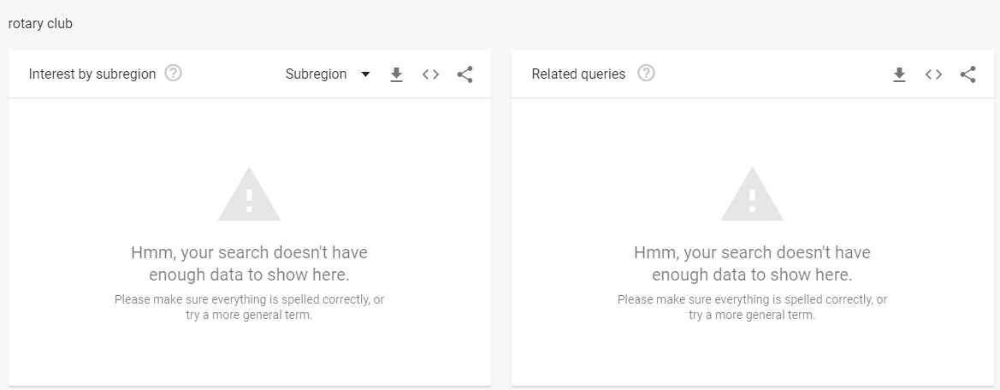 rotary club
Interest by subregion
Subregion
Related queries
Hmm, your search doesn't have
enough data to show here.
Please make sure everything is spelled correctly, or
try a more general term.
Hmm, your search doesn't have
enough data to show here.
Please make sure everything is spelled correctly, or
try a more general term.